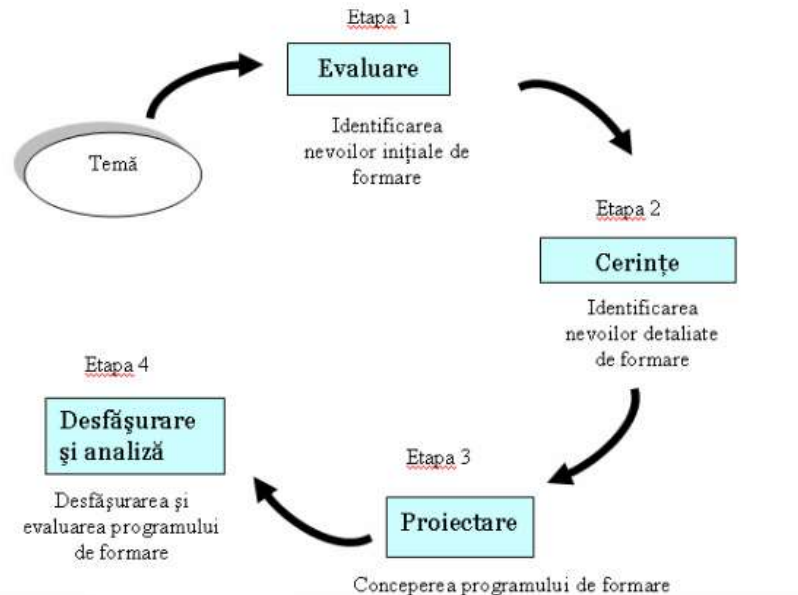 Etapa 1
Evaluare
Identificarea
nevoilor inițiale de
formare
Temă
Etapa 2
Cerințe
Identificarea
nevoilor detaliate
de formare
Etapa 3
Proiectare
Conceperea programului de formare
Etapa 4
Desfăşurare
şi analiză
Desfăşurarea şi
evaluarea programului
de formare